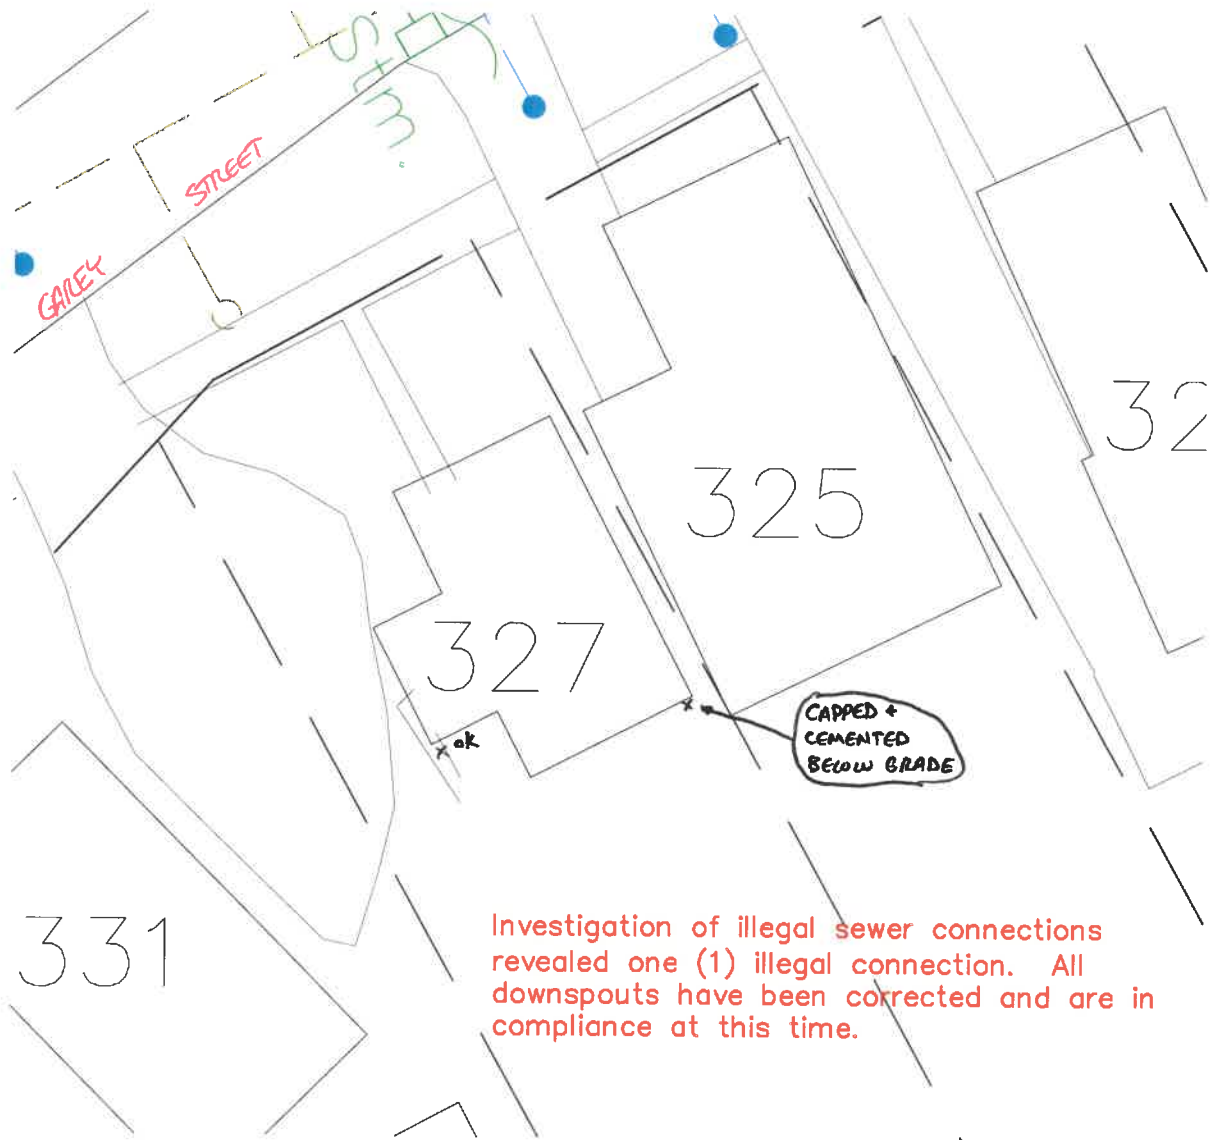 Stm.
GAREY STREET
32
325
327
ok
CAPPED +
CEMENTED
BELOW GRADE
331
Investigation of illegal sewer connections
revealed one (1) illegal connection. All
downspouts have been corrected and are in
compliance at this time.